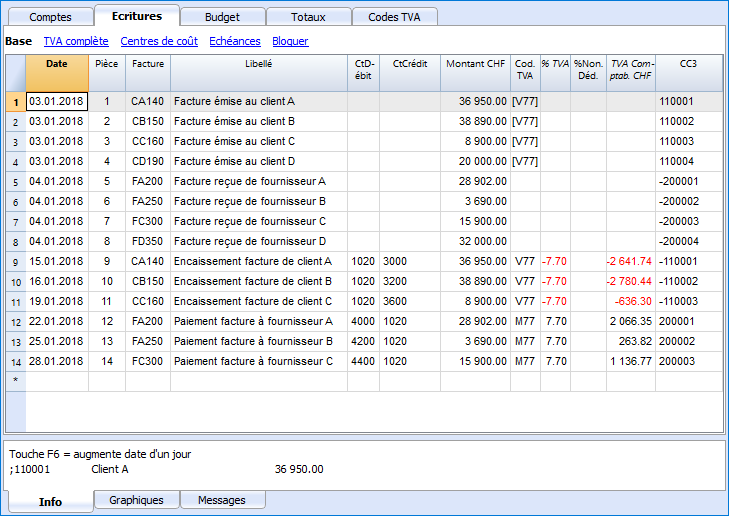 Comptes Ecritures Budget Totaux Codes TVA
Base TVA complète Centres de coût Echéances Bloquer
Date Pièce Facture Libellé CtD-ébit CtCrédit Montant CHF Cod. TVA % TVA %Non. Déd. TVA Com-ptab. CHF CC3
1 03.01.2018 1 CA140 Facture émise au client A 36 950.00 [V77] 110001
2 03.01.2018 2 CB150 Facture émise au client B 38 890.00 [V77] 110002
3 03.01.2018 3 CC160 Facture émise au client C 8 900.00 [V77] 110003
4 03.01.2018 4 CD190 Facture émise au client D 20 000.00 [V77] 110004
5 04.01.2018 5 FA200 Facture reçue de fournisseur A 28 902.00 -200001
6 04.01.2018 6 FA250 Facture reçue de fournisseur B 3 690.00 -200002
7 04.01.2018 7 FC300 Facture reçue de fournisseur C 15 900.00 -200003
8 04.01.2018 8 FD350 Facture reçue de fournisseur D 32 000.00 -200004
9 15.01.2018 9 CA140 Encaissement facture de client A 1020 3000 36 950.00 V77 -7.70 -2 641.74 -110001
10 16.01.2018 10 CB150 Encaissement facture de client B 1020 3200 38 890.00 V77 -7.70 -2 780.44 -110002
11 19.01.2018 11 CC160 Encaissement facture de client C 1020 3600 8 900.00 V77 -7.70 -636.30 -110003
12 22.01.2018 12 FA200 Paiement facture à fournisseur A 4000 1020 28 902.00 M77 7.70 2 066.35 200001
13 25.01.2018 13 FA250 Paiement facture à fournisseur B 4200 1020 3 690.00 M77 7.70 263.82 200002
14 28.01.2018 14 FC300 Paiement facture à fournisseur C 4400 1020 15 900.00 M77 7.70 1 136.77 200003
*
Touche F6 = augmente date d'un jour
;110001 Client A 36 950.00
Info Graphiques Messages